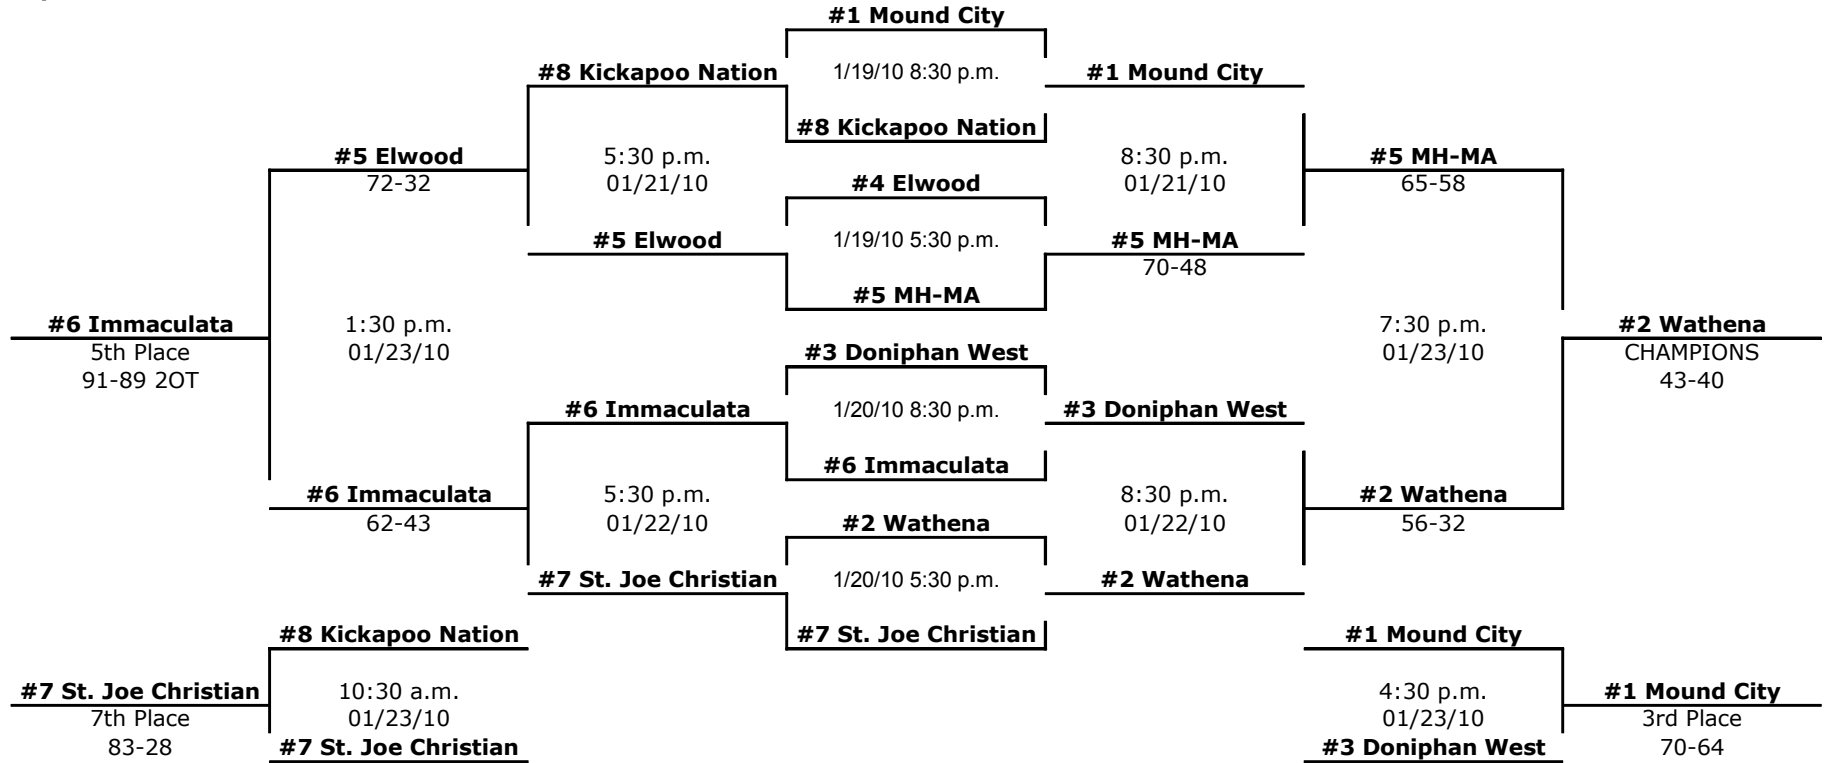 #1 Mound City
#8 Kickapoo Nation
1/19/10 8:30 p.m.
#1 Mound City
#8 Kickapoo Nation
#5 Elwood
5:30 p.m.
8:30 p.m.
#5 MH-MA
72-32
01/21/10
#4 Elwood
01/21/10
65-58
#5 Elwood
1/19/10 5:30 p.m.
#5 MH-MA
70-48
#5 MH-MA
#6 Immaculata
1:30 p.m.
7:30 p.m.
#2 Wathena
5th Place
01/23/10
#3 Doniphan West
01/23/10
CHAMPIONS
91-89 2OT
43-40
#6 Immaculata
1/20/10 8:30 p.m.
#3 Doniphan West
#6 Immaculata
#6 Immaculata
5:30 p.m.
8:30 p.m.
#2 Wathena
62-43
01/22/10
#2 Wathena
01/22/10
56-32
#7 St. Joe Christian
1/20/10 5:30 p.m.
#2 Wathena
#8 Kickapoo Nation
#7 St. Joe Christian
#1 Mound City
#7 St. Joe Christian
10:30 a.m.
4:30 p.m.
#1 Mound City
7th Place
01/23/10
01/23/10
3rd Place
83-28
#7 St. Joe Christian
#3 Doniphan West
70-64